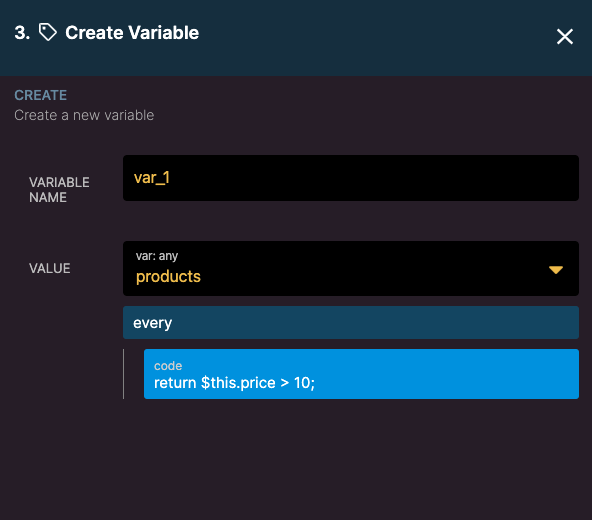 3. Create Variable
CREATE
Create a new variable
VARIABLE
NAME
var_1
VALUE
var: any
products
every
code
return $this.price > 10;